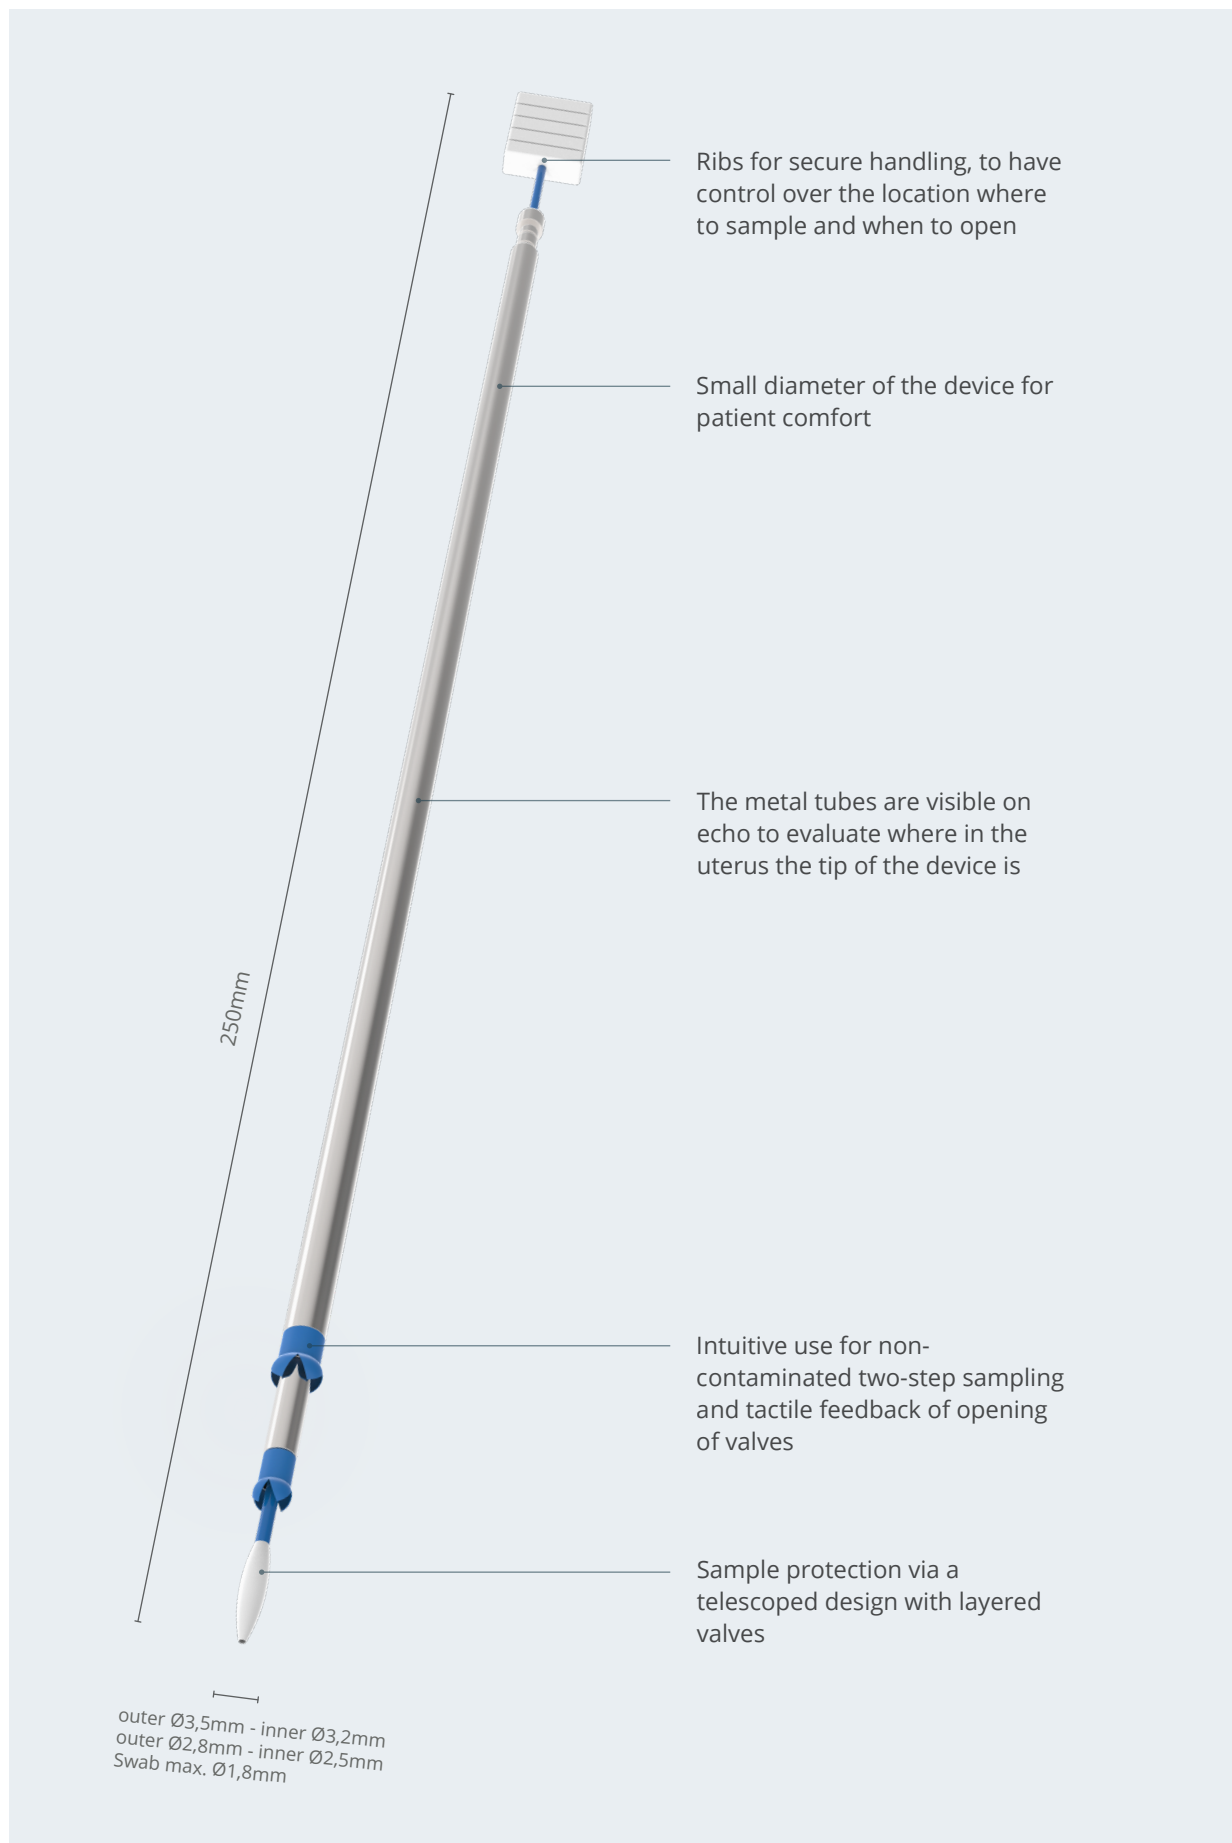 Ribs for secure handling, to have
control over the location where
to sample and when to open
Small diameter of the device for
patient comfort
The metal tubes are visible on
echo to evaluate where in the
uterus the tip of the device is
250mm
Intuitive use for non-
contaminated two-step sampling
and tactile feedback of opening
of valves
Sample protection via a
telescoped design with layered
valves
outer Ø3,5mm - inner Ø3,2mm
outer Ø2,8mm - inner Ø2,5mm
Swab max. Ø1,8mm